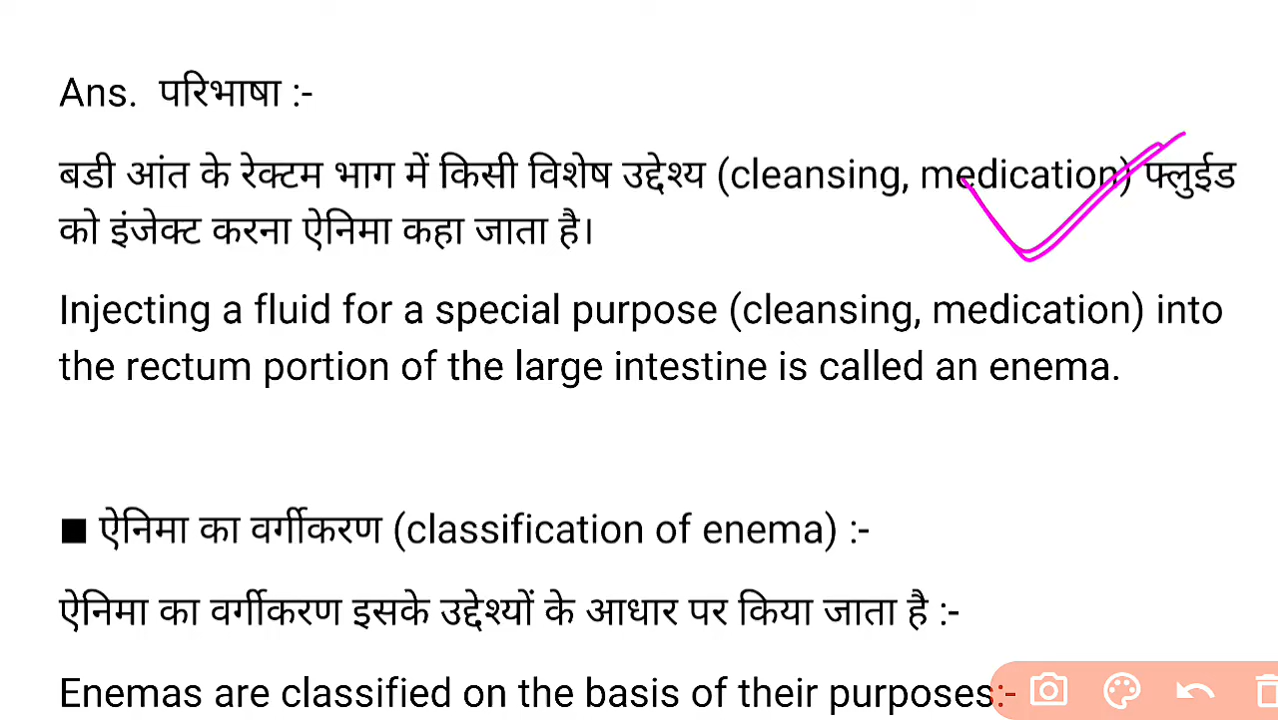 Ans. परिभाषा :-
बडी आंत के रेक्टम भाग में किसी विशेष उद्देश्य (cleansing, medication) फ्लुईड
को इंजेक्ट करना ऐनिमा कहा जाता है।
Injecting a fluid for a special purpose (cleansing, medication) into
the rectum portion of the large intestine is called an enema.
■ ऐनिमा का वर्गीकरण (classification of enema) :-
ऐनिमा का वर्गीकरण इसके उद्देश्यों के आधार पर किया जाता है :-
Enemas are classified on the basis of their purposes:-